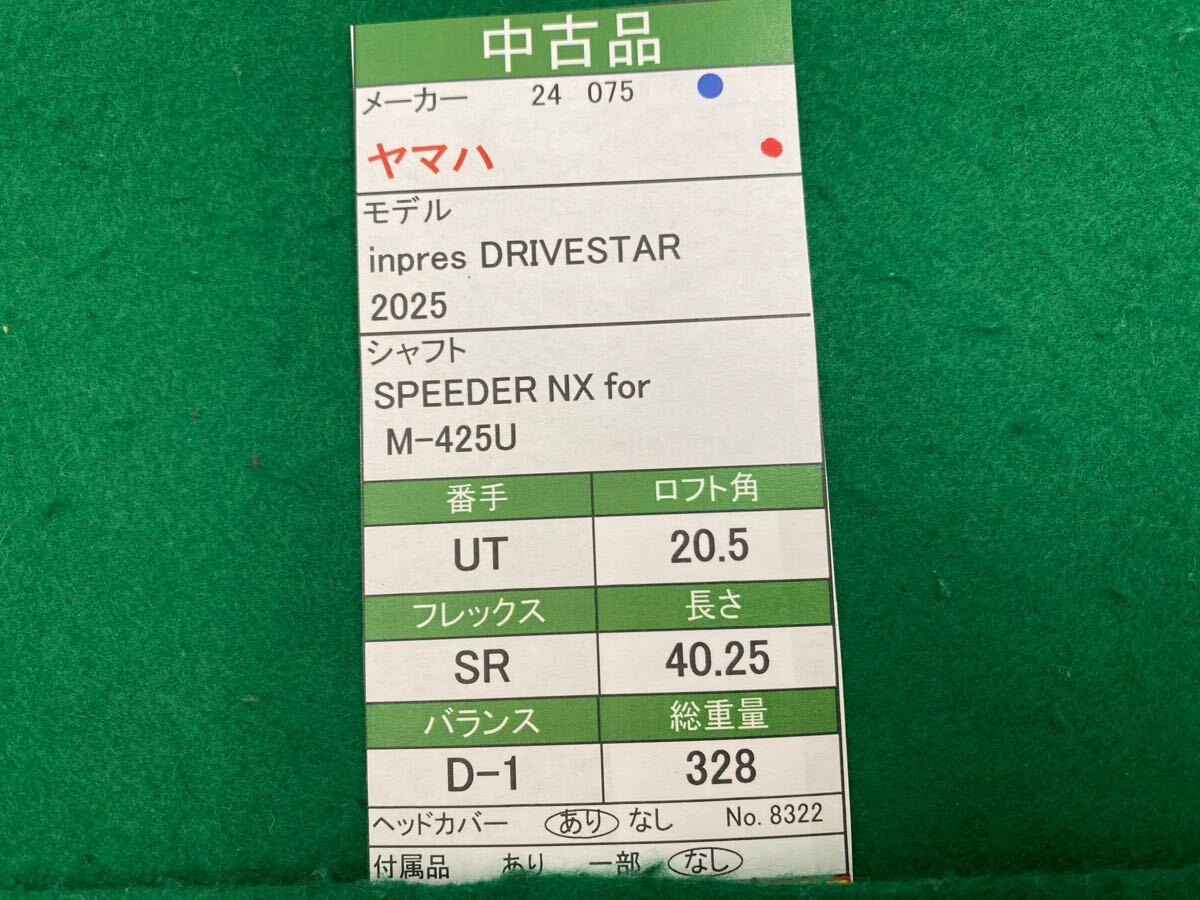 中古品
メーカー 24 075
ヤマハ
モデル
inpres DRIVESTAR
2025
シャフト
SPEEDER NX for
M-425U
番手 ロフト角
UT 20.5
フレックス 長さ
SR 40.25
バランス 総重量
D-1 328
ヘッドカバー あり なし No. 8322
付属品 あり 一部 なし